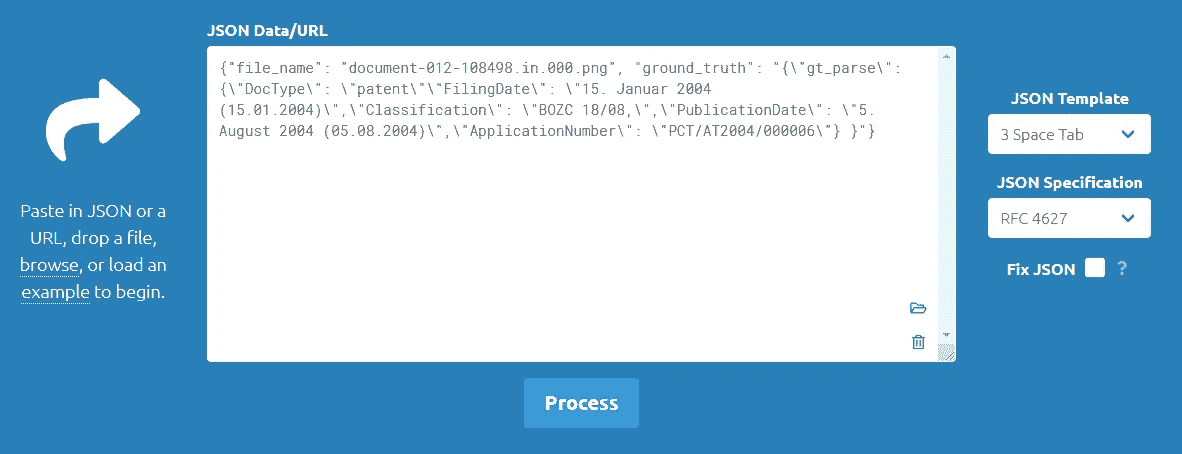 JSON Data/URL
{"file_name": "document-012-108498.in.000.png", "ground_truth": "{\"gt_parse\":
{\"DocType\": \"patent\"\"FilingDate\": \"15. Januar 2004
(15.01.2004)\",\"Classification\": \"BOZC 18/08,\",\"PublicationDate\": \"5.
August 2004 (05.08.2004)\",\"ApplicationNumber\": \"PCT/AT2004/000006\"} }"}
Paste in JSON or a
URL, drop a file,
browse, or load an
example to begin.
JSON Template
3 Space Tab
JSON Specification
RFC 4627
Fix JSON ?
Process